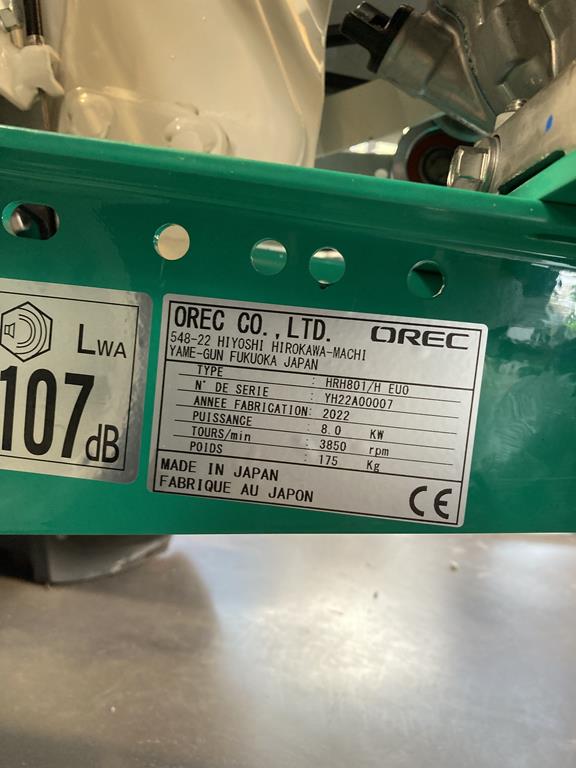 LWA
107dB
OREC CO.,LTD. OREC
548-22 HIYOSHI HIROKAWA-MACHI
YAME-GUN FUKUOKA JAPAN
TYPE : HRH801/H EU0
N° DE SERIE : YH22A00007
ANNEE FABRICATION: 2022
PUISSANCE : 8.0 KW
TOURS/min : 3850 rpm
POIDS : 175 Kg
MADE IN JAPAN
FABRIQUE AU JAPON
CE